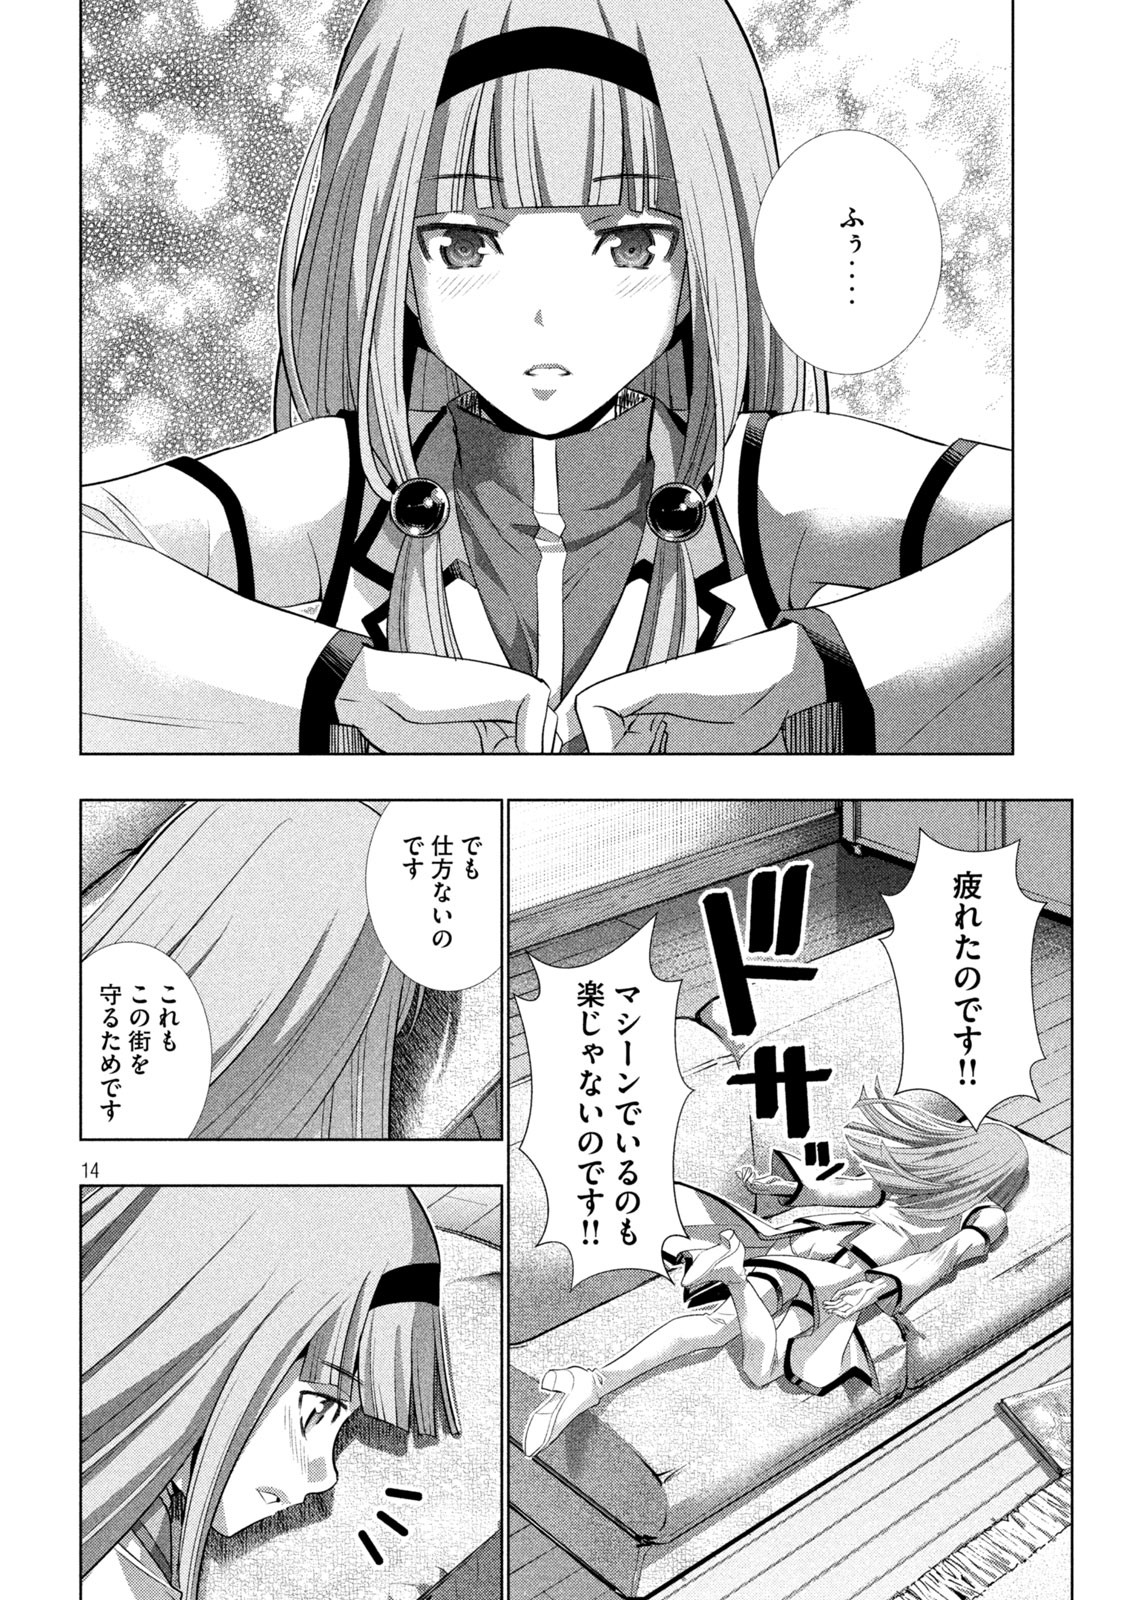 ふぅ‥‥
疲れたのです!!
ドサッ
マシーンでいるのも
楽じゃないのです!!
でも
仕方ないの
です
これも
この街を
守るためです
14